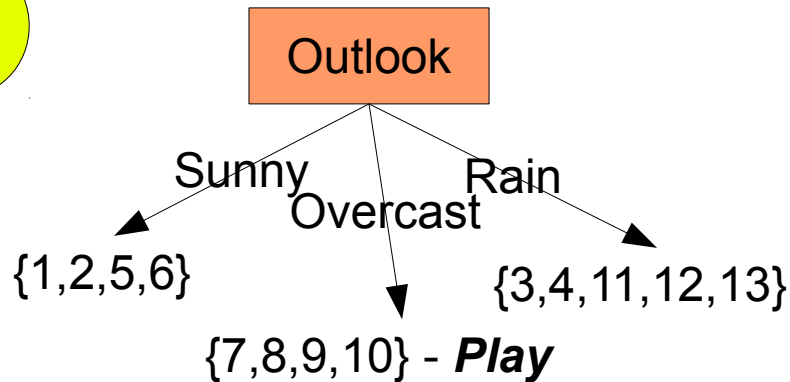 Outlook
Sunny
Rain
Overcast
{1,2,5,6}
{3,4,11,12,13}
{7,8,9,10} - Play